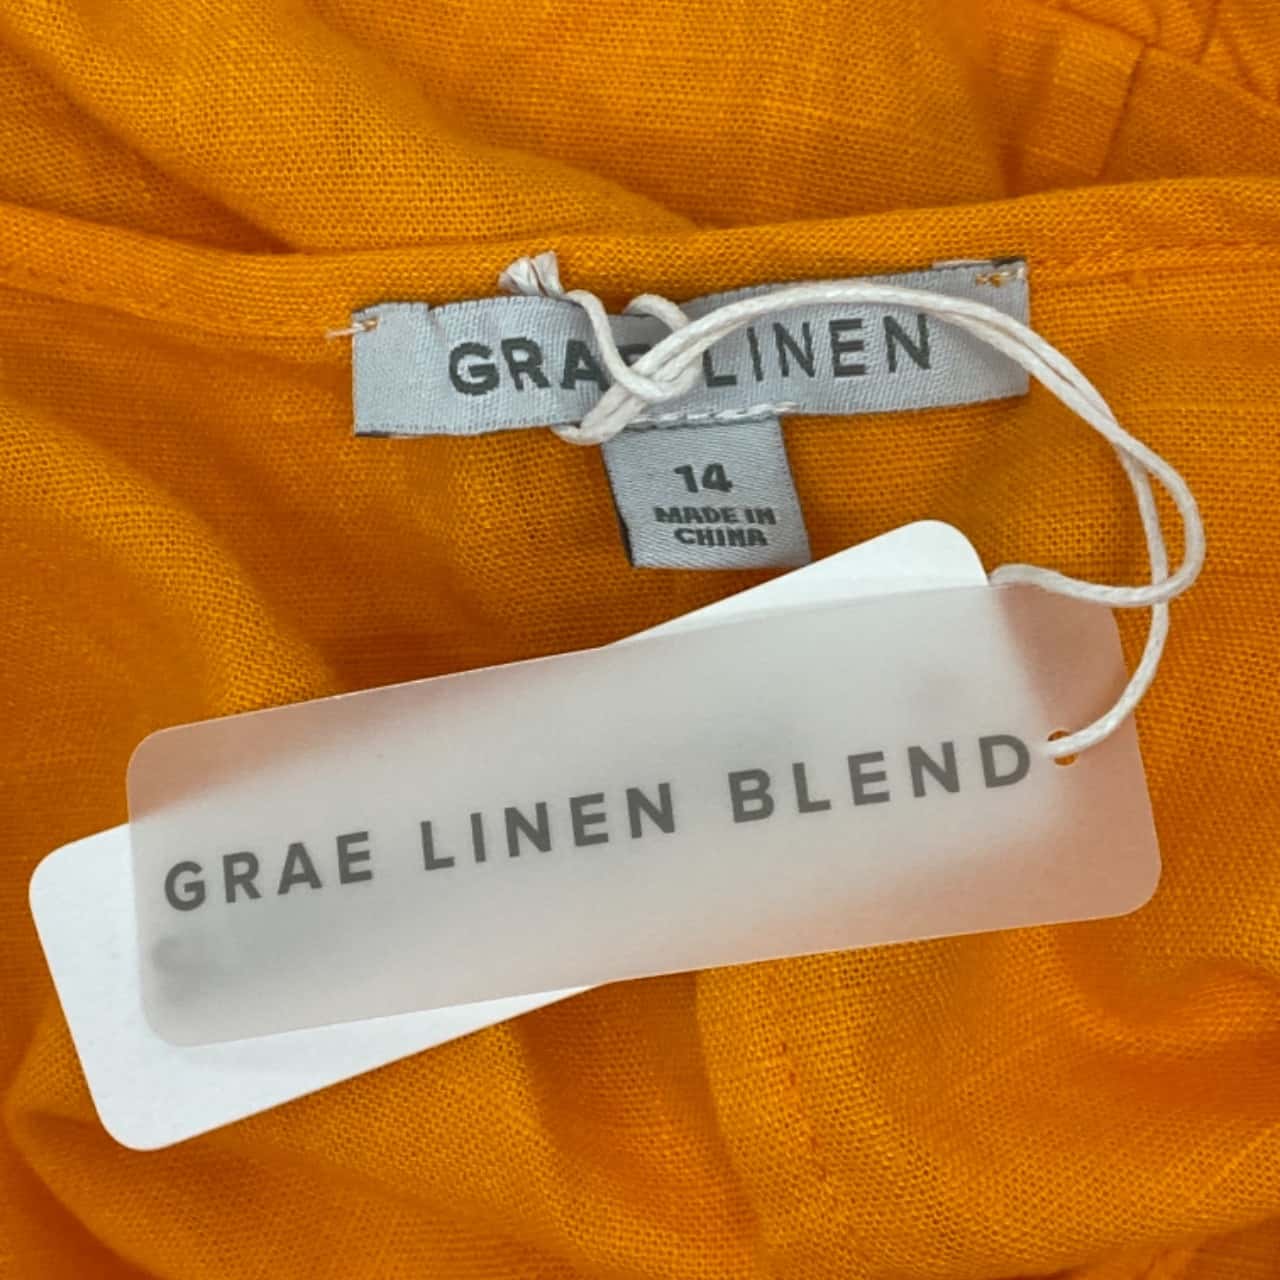 GRAE LINEN
14
MADE IN
CHINA
GRAE LINEN BLEND